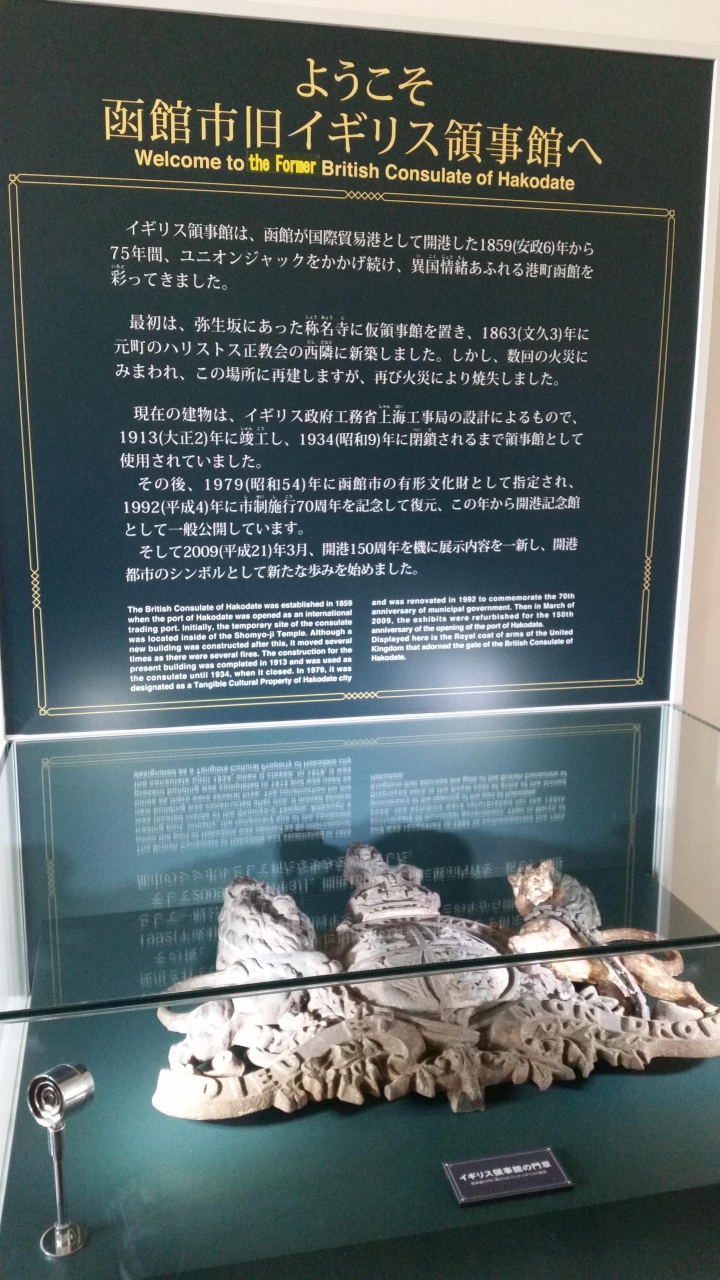 ようこそ
函館市旧イギリス領事館へ
Welcome to the Former British Consulate of Hakodate
イギリス領事館は、函館が国際貿易港として開港した1859(安政6)年から
75年間、ユニオンジャックをかかげ続け、異国情緒あふれる港町函館を
彩ってきました。
最初は、弥生坂にあった称名寺に仮領事館を置き、1863(文久3)年に
元町のハリストス正教会の西隣に新築しました。しかし、数回の火災に
みまわれ、この場所に再建しますが、再び火災により焼失しました。
現在の建物は、イギリス政府工務省上海工事局の設計によるもので、
1913(大正2)年に竣工し、1934(昭和9)年に閉鎖されるまで領事館として
使用されていました。
その後、1979(昭和54)年に函館市の有形文化財として指定され、
1992(平成4)年に市制施行70周年を記念して復元、この年から開港記念館
として一般公開しています。
そして2009(平成21)年3月、開港150周年を機に展示内容を一新し、開港
都市のシンボルとして新たな歩みを始めました。
The British Consulate of Hakodate was established in 1859
when the port of Hakodate was opened as an international
trading port. Initially, the temporary site of the consulate
was located inside of the Shomyo-ji Temple. Although a
new building was constructed after this, it moved several
times as there were several fires. The construction for the
present building was completed in 1913 and was used as
the consulate until 1934, when it closed. In 1979, it was
designated as a Tangible Cultural Property of Hakodate city
and was renovated in 1992 to commemorate the 70th
anniversary of municipal government. Then in March of
2009, the exhibits were refurbished for the 150th
anniversary of the opening of the port of Hakodate.
Displayed here is the Royal coat of arms of the United
Kingdom that adorned the gate of the British Consulate of
Hakodate.
DIEU ET MON DROIT
イギリス領事館の門章